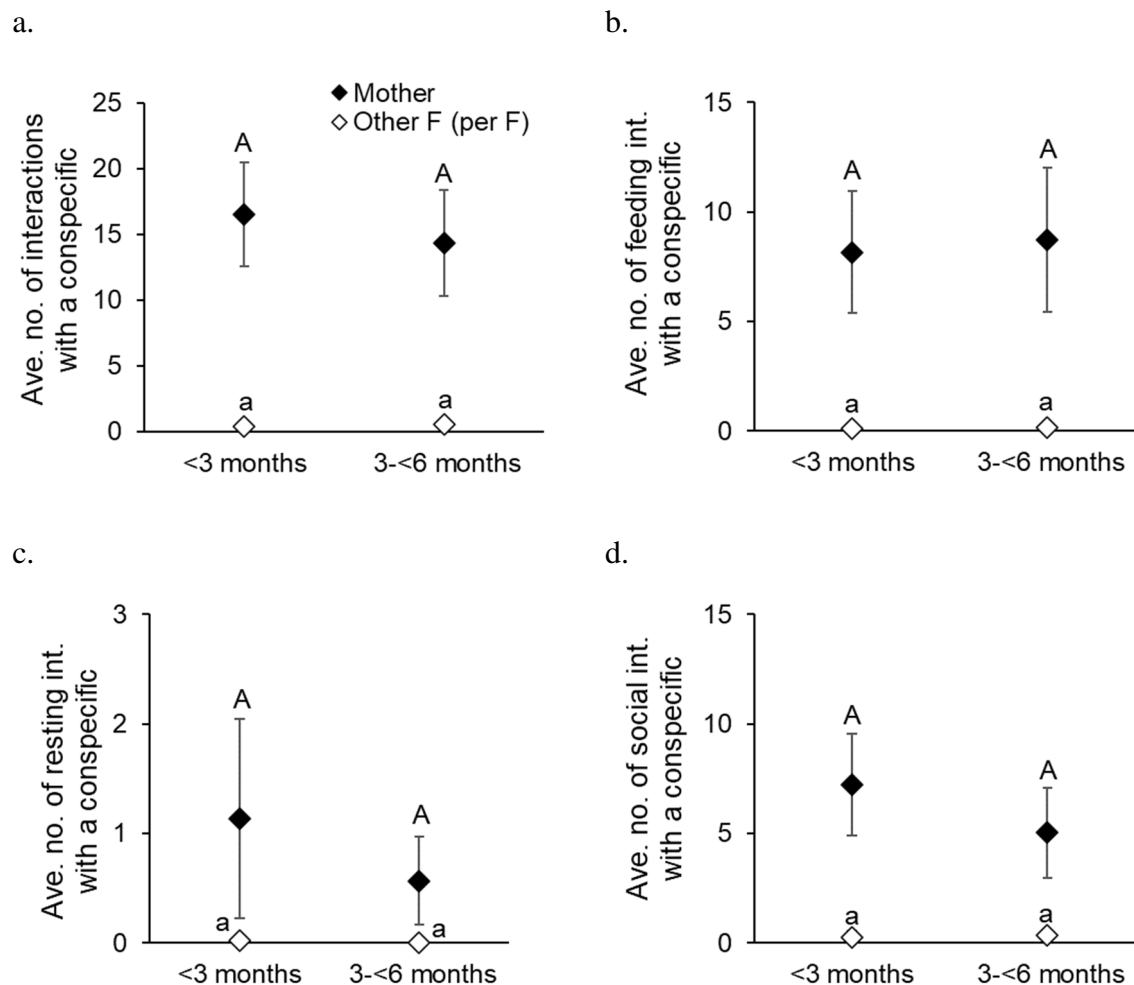 a.
Mother
Other F (per F)
Ave. no. of interactions
with a conspecific
25
20
15
10
5
0
A
A
a
a
<3 months
3-<6 months
b.
Ave. no. of feeding int.
with a conspecific
15
10
5
0
A
A
a
a
<3 months
3-<6 months
c.
Ave. no. of resting int.
with a conspecific
3
2
1
0
A
A
a
a
<3 months
3-<6 months
d.
Ave. no. of social int.
with a conspecific
15
10
5
0
A
A
a
a
<3 months
3-<6 months